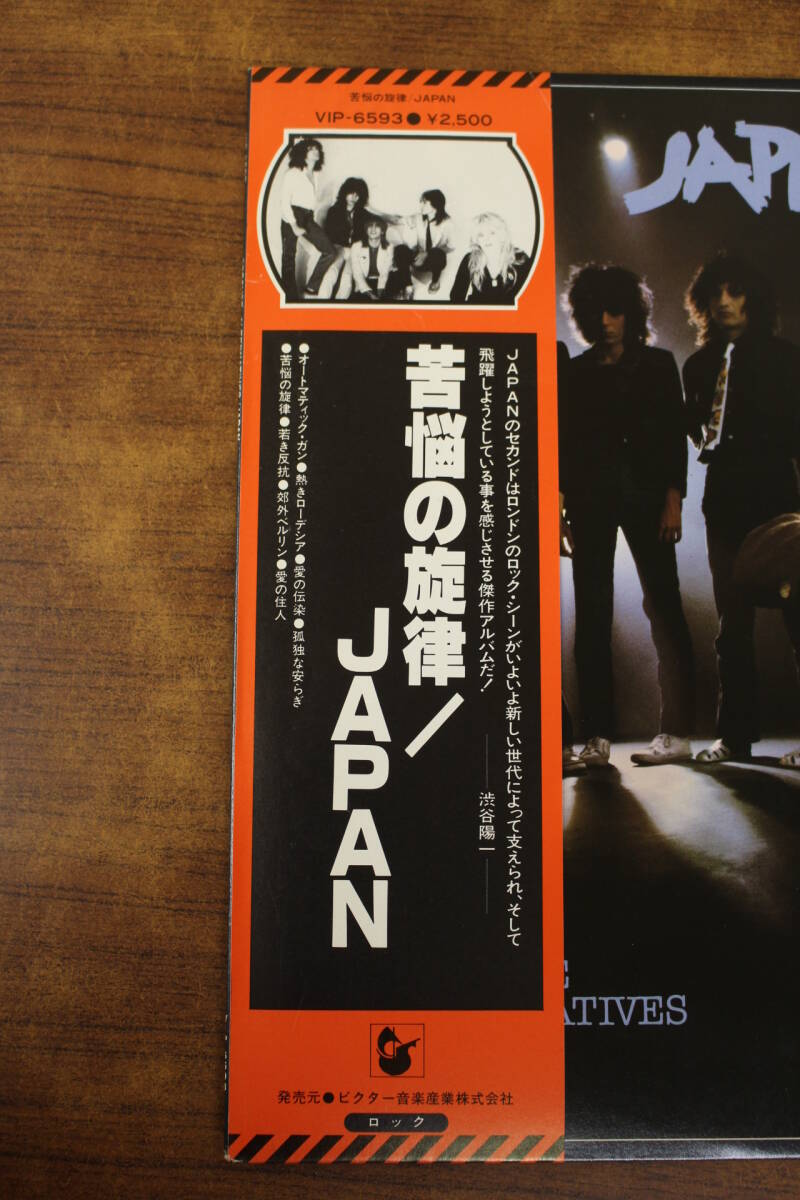 苦悩の旋律/JAPAN
VIP-6593●¥2,500
JAPANのセカンドはロンドンのロック・シーンがいよいよ新しい世代によって支えられ、そして
飛躍しようとしている事を感じさせる傑作アルバムだ!
渋谷陽一
苦悩の旋律/
JAPAN
●オートマティック・ガン●熱きローデシア●愛の伝染●孤独な安らぎ
●苦悩の旋律●若き反抗●郊外ベルリン●愛の住人
発売元●ビクター音楽産業株式会社
ロック
JAP
E
ATIVES